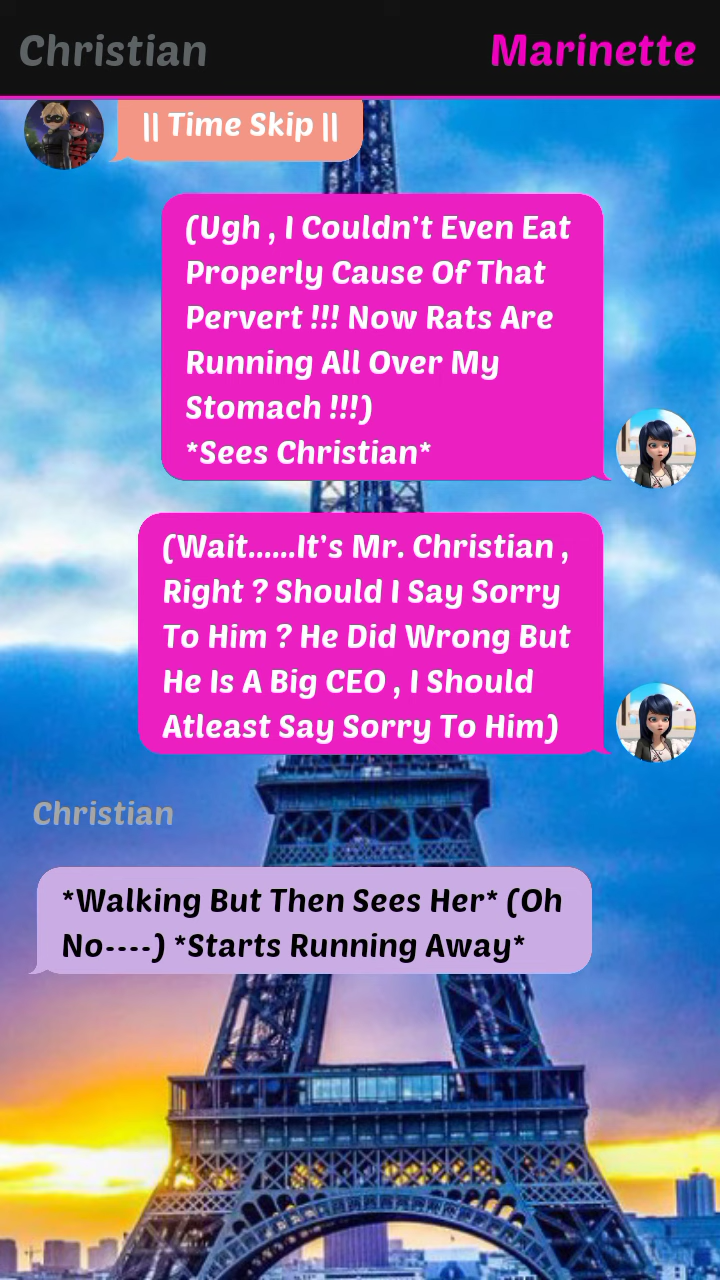 Christian Marinette
|| Time Skip ||
(Ugh , I Couldn't Even Eat
Properly Cause Of That
Pervert !!! Now Rats Are
Running All Over My
Stomach !!!)
*Sees Christian*
(Wait......It's Mr. Christian ,
Right ? Should I Say Sorry
To Him ? He Did Wrong But
He Is A Big CEO , I Should
Atleast Say Sorry To Him)
Christian
*Walking But Then Sees Her* (Oh
No----) *Starts Running Away*